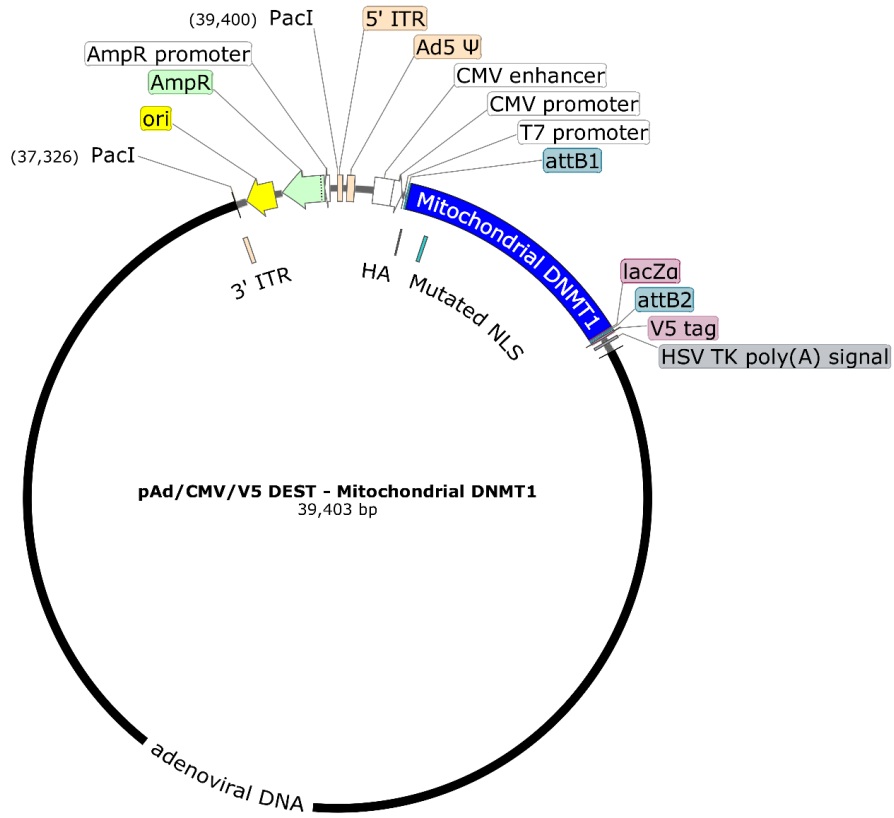 (39,400) PacI
5' ITR
AmpR promoter
Ad5 Ψ
AmpR
CMV enhancer
CMV promoter
ori
T7 promoter
(37,326) PacI
attB1
Mitochondrial DNMT1
3' ITR
HA
Mutated NLS
lacZα
attB2
V5 tag
HSV TK poly(A) signal
pAd/CMV/V5 DEST - Mitochondrial DNMT1
39,403 bp
adenoviral DNA